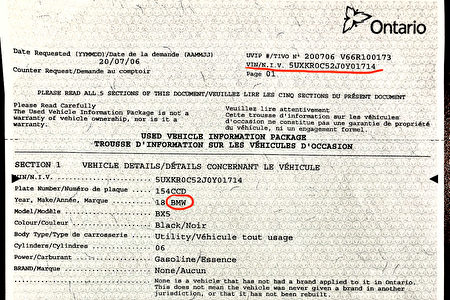 Ontario
Date Requested (YYMMDD)/Date de la demande (AAMMJJ)
20/07/06
Counter Request/Demande au comptoir
UVIP #/TIVO N° 200706 V66R100173
VIN/N.I.V. 5UXKR0C52J0Y01714
Page 01
PLEASE READ ALL 5 SECTIONS OF THIS DOCUMENT/VEUILLEZ LIRE LES CINQ SECTIONS DU PRÉSENT DOCUMENT
Please Read Carefully
The Used Vehicle Information Package is not a
warranty of vehicle ownership, nor is it a
warranty.
Veuillez lire attentivement
Cette trousse d'information sur les véhicules
d'occasion ne constitue pas une garantie de propriété
du véhicule, ni un engagement formel
USED VEHICLE INFORMATION PACKAGE
TROUSSE D'INFORMATION SUR LES VÉHICULES D'OCCASION
SECTION 1 VEHICLE DETAILS/DÉTAILS CONCERNANT LE VÉHICULE
VIN/N.I.V. 5UXKR0C52J0Y01714
Plate Number/Numéro de plaque 154CCD
Year, Make/Année, Marque 18 BMW
Model/Modèle BX5
Colour/Couleur Black/Noir
Body Type/Type de carrosserie Utility/Véhicule tout usage
Cylinders/Cylindres 06
Power/Carburant Gasoline/Essence
BRAND/Marque None/Aucun
None is a vehicle that has not had a brand applied to it in Ontario.
This does not mean the vehicle was never given a brand in another
jurisdiction, or that it has not been rebuilt.